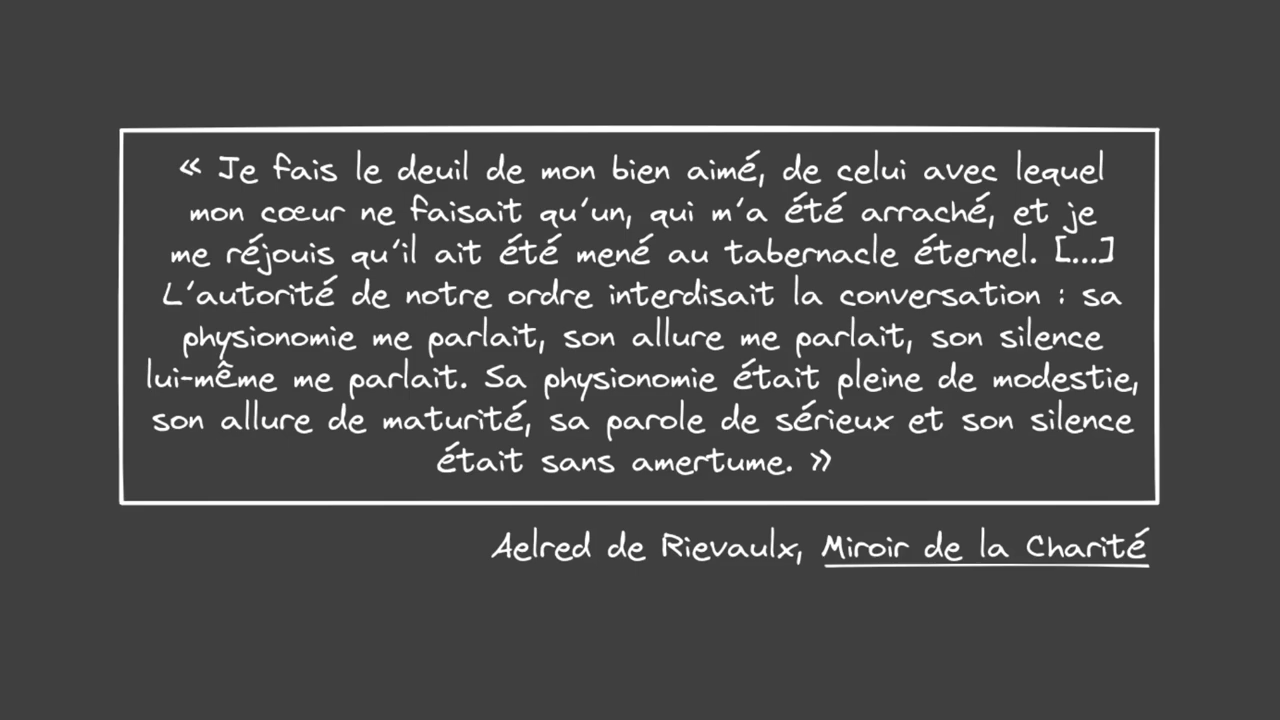 « Je fais le deuil de mon bien aimé, de celui avec lequel
mon cœur ne faisait qu'un, qui m'a été arraché, et je
me réjouis qu'il ait été mené au tabernacle éternel. [...]
L'autorité de notre ordre interdisait la conversation : sa
physionomie me parlait, son allure me parlait, son silence
lui-même me parlait. Sa physionomie était pleine de modestie,
son allure de maturité, sa parole de sérieux et son silence
était sans amertume. »
Aelred de Rievaulx, Miroir de la Charité